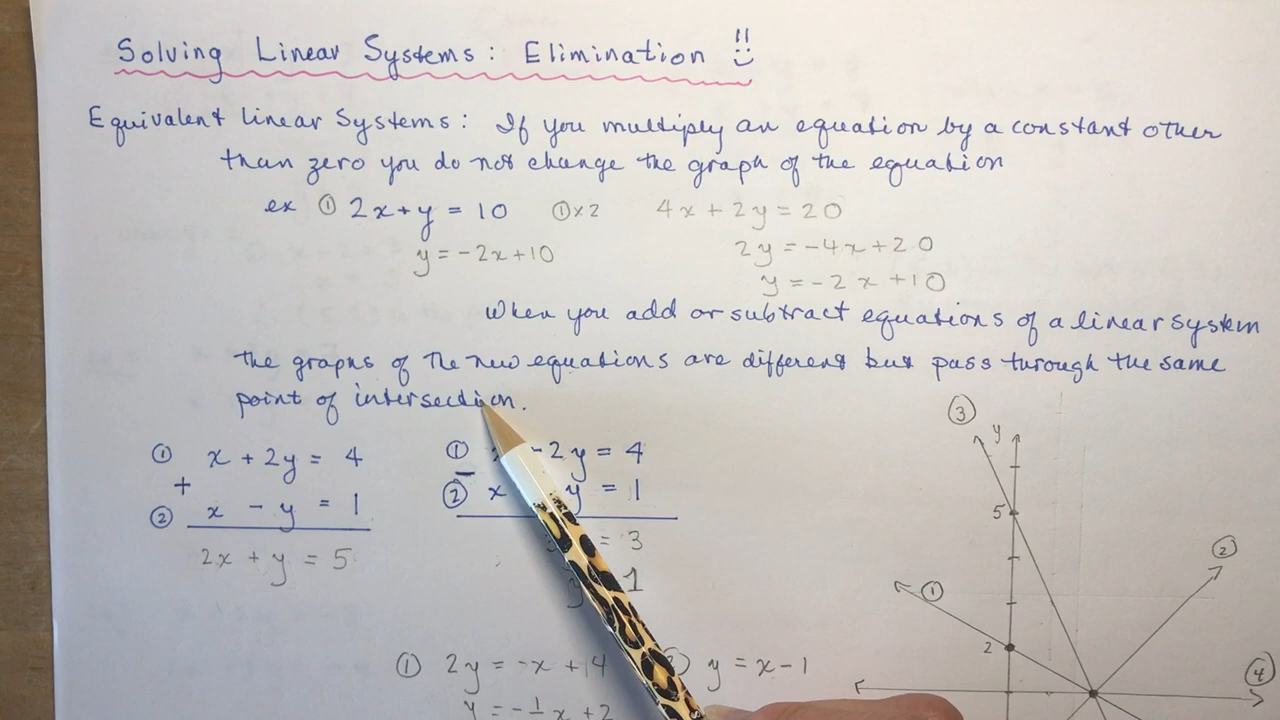 Solving Linear Systems: Elimination !!
Equivalent linear Systems: If you multiply an equation by a constant other
than zero you do not change the graph of the equation
ex ① 2x+y = 10 ①×2 4x + 2y = 20
y = -2x+10 2y = -4x+20
y = -2x+10
When you add or subtract equations of a linear system
the graphs of the new equations are different but pass through the same
point of intersection.
① x + 2y = 4
+
② x - y = 1
2x + y = 5
① -2y = 4
-
② x y = 1
= 3
1
① 2y = -x + 4
y = -1/2x + 2
y = x - 1
③
y
5
②
①
2
④